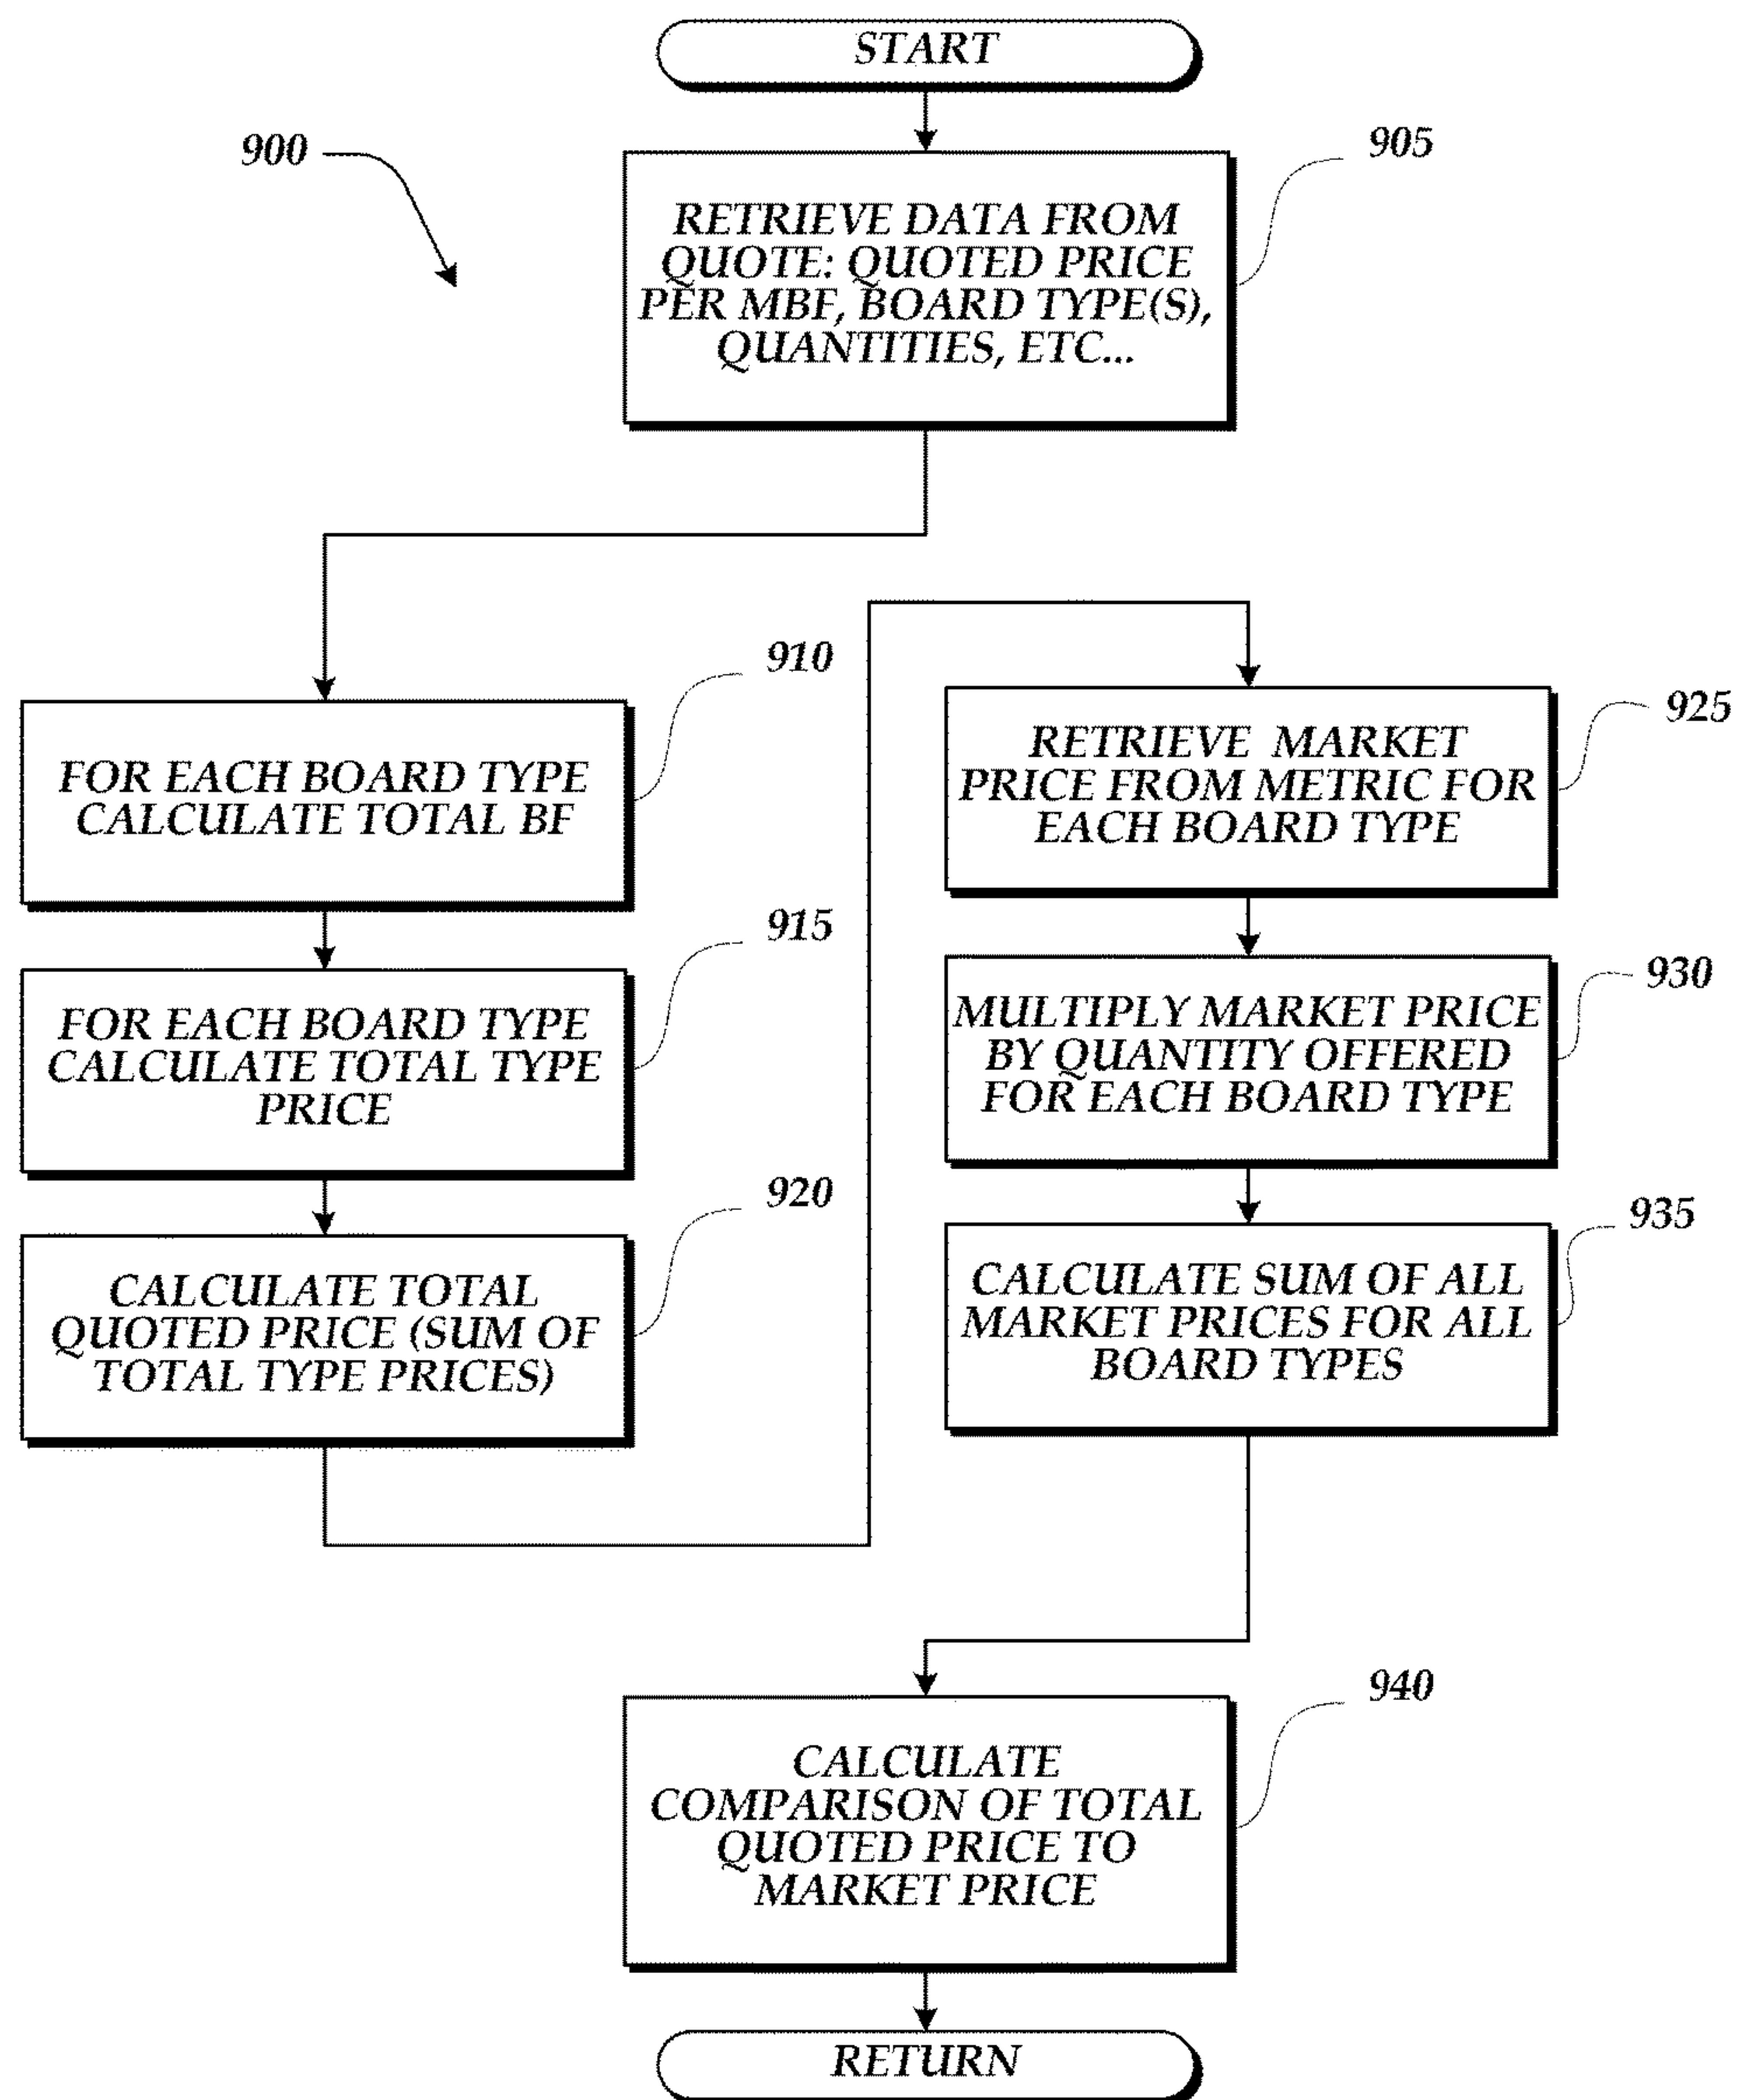 START
900
905
RETRIEVE DATA FROM
QUOTE: QUOTED PRICE
PER MBF, BOARD TYPE(S),
QUANTITIES, ETC...
910
FOR EACH BOARD TYPE
CALCULATE TOTAL BF
915
FOR EACH BOARD TYPE
CALCULATE TOTAL TYPE
PRICE
920
CALCULATE TOTAL
QUOTED PRICE (SUM OF
TOTAL TYPE PRICES)
925
RETRIEVE MARKET
PRICE FROM METRIC FOR
EACH BOARD TYPE
930
MULTIPLY MARKET PRICE
BY QUANTITY OFFERED
FOR EACH BOARD TYPE
935
CALCULATE SUM OF ALL
MARKET PRICES FOR ALL
BOARD TYPES
940
CALCULATE
COMPARISON OF TOTAL
QUOTED PRICE TO
MARKET PRICE
RETURN